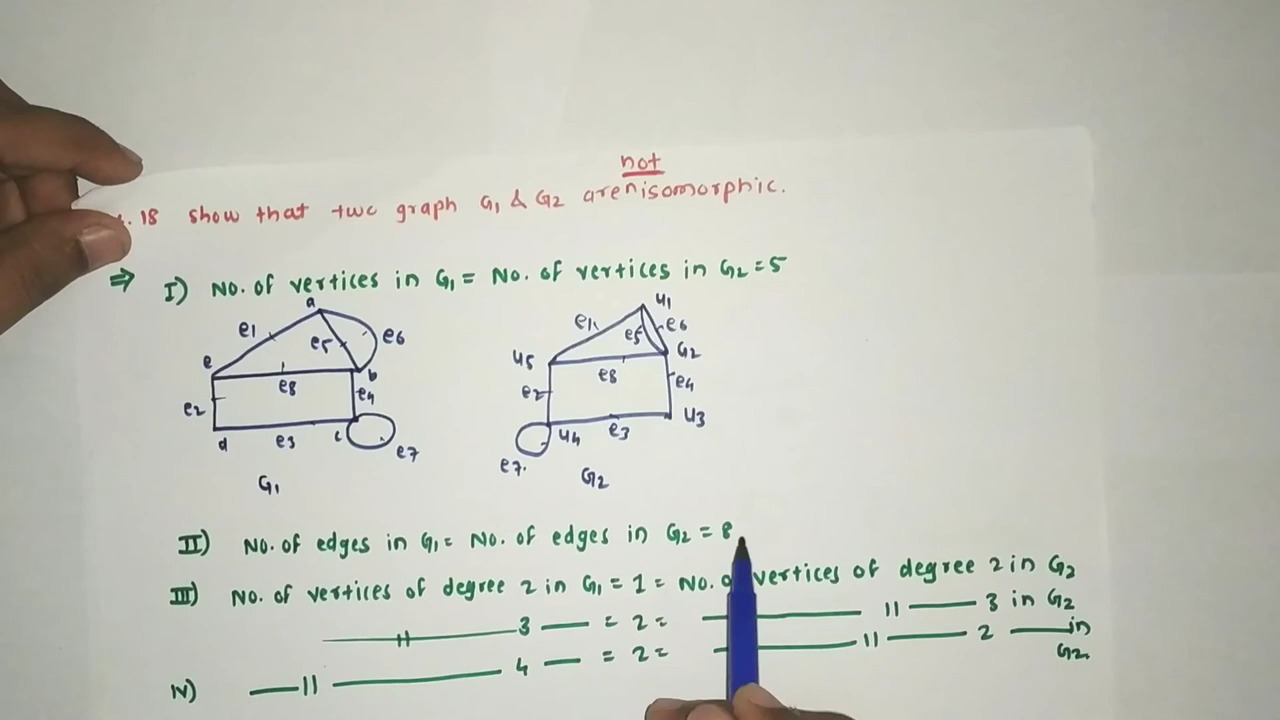 not
. 18 show that two graph G1 & G2 are isomorphic.
⇒ I) No. of vertices in G1 = No. of vertices in G2 = 5
a
u1
e1
e5
e6
e1
e5
e6
e
b
u5
G2
e8
e8
e2
e4
e2
e4
d
e3
c
e7
u4
e3
u3
e7.
G1
G2
II) No. of edges in G1 = No. of edges in G2 = 8
III) No. of vertices of degree 2 in G1 = 1 = No. vertices of degree 2 in G2
—— 11 —— 3 —— = 2 = —— 11 —— 3 in G2
IV) —— 11 —— 4 —— = 2 = —— 11 —— 2 —— in
G2.